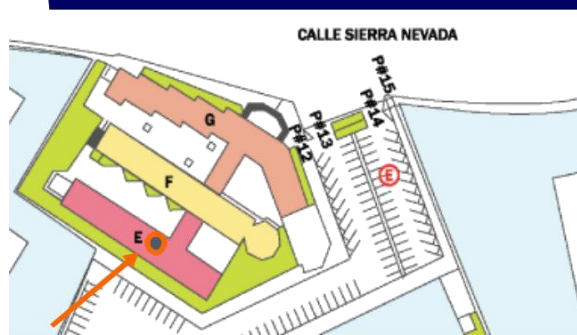 CALLE SIERRA NEVADA
P#15
P#14
P#13
P#12
G
F
E
E